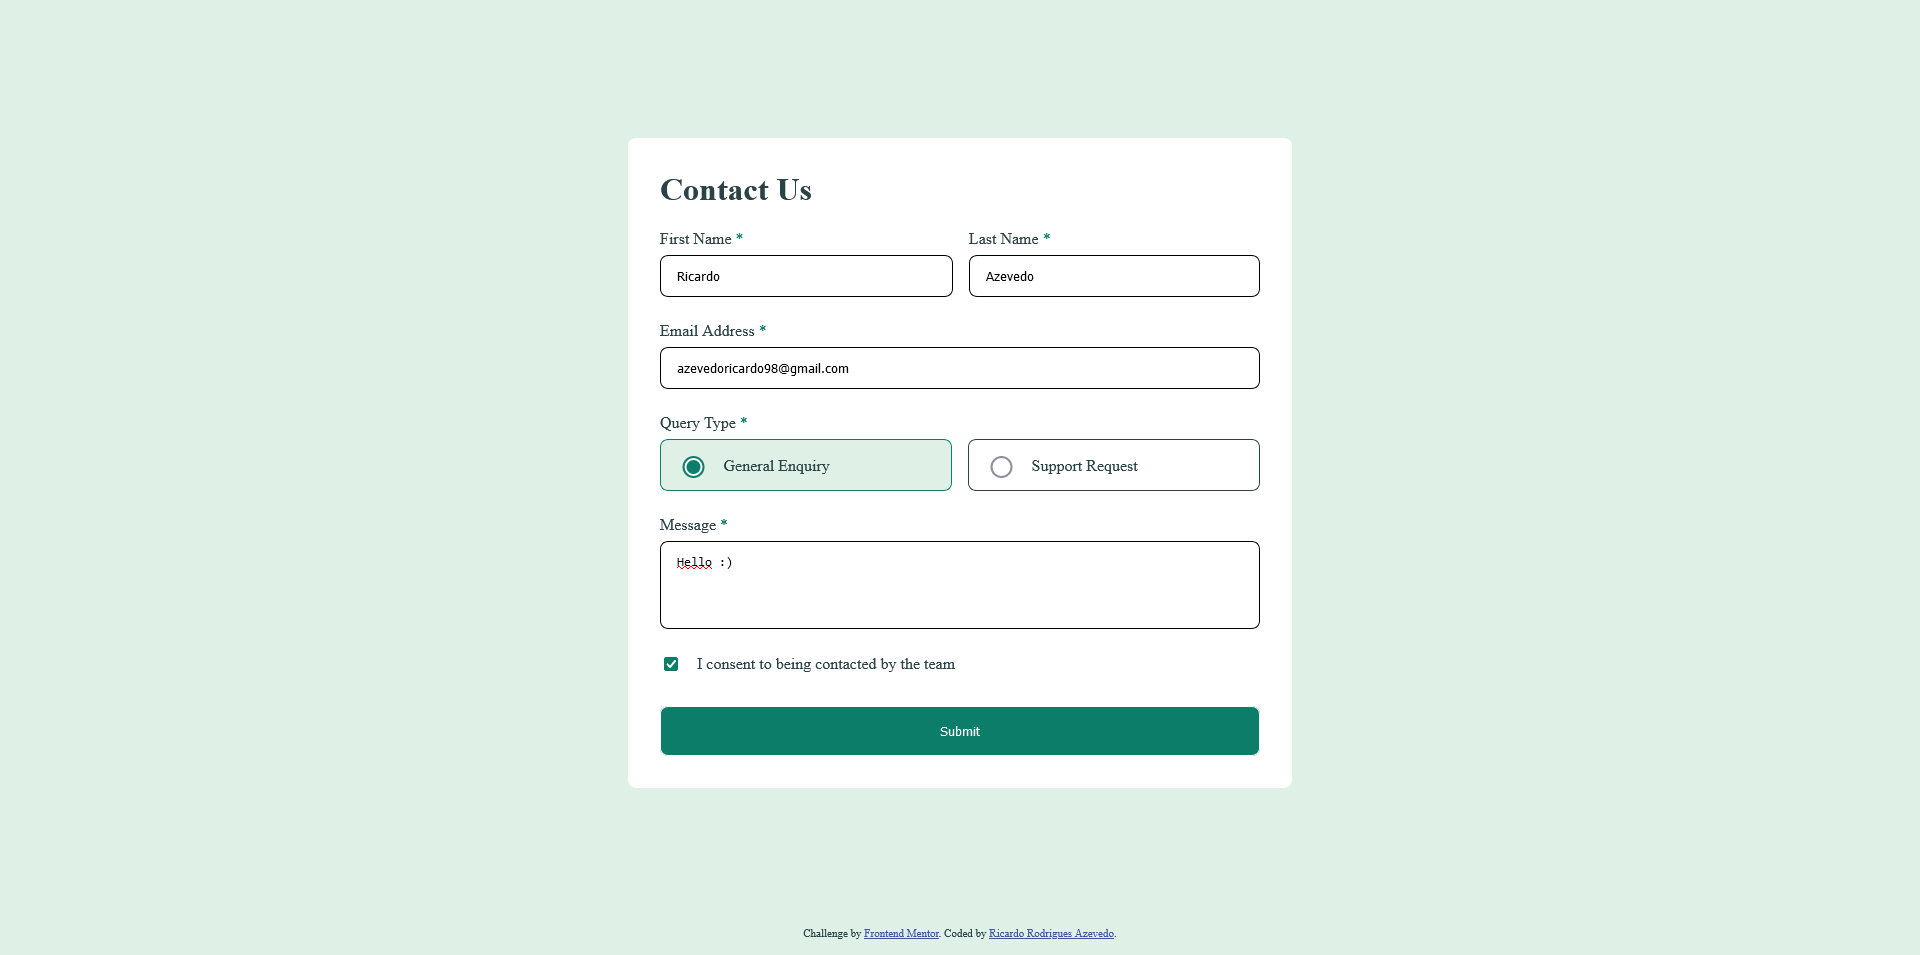 Contact Us
First Name * Last Name *
Ricardo Azevedo
Email Address *
azevedoricardo98@gmail.com
Query Type *
General Enquiry Support Request
Message *
Hello :)
I consent to being contacted by the team
Submit
Challenge by Frontend Mentor. Coded by Ricardo Rodrigues Azevedo.